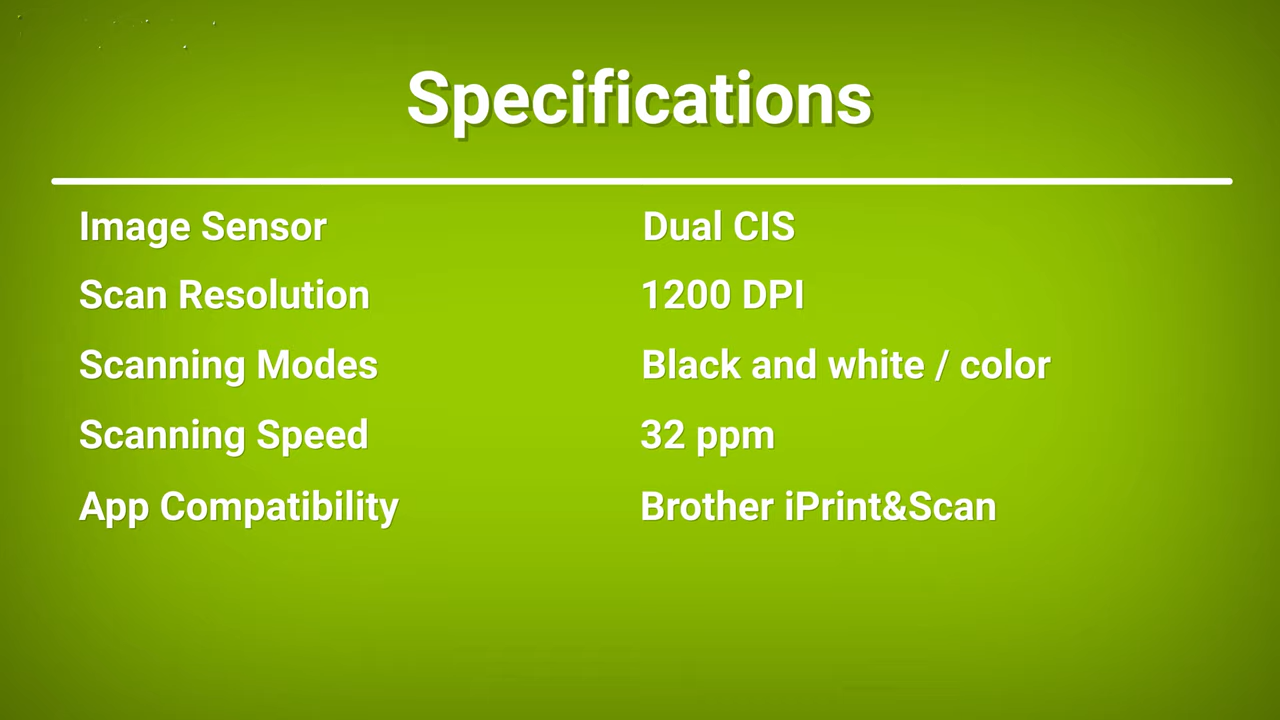 Specifications
Image Sensor Dual CIS
Scan Resolution 1200 DPI
Scanning Modes Black and white / color
Scanning Speed 32 ppm
App Compatibility Brother iPrint&Scan